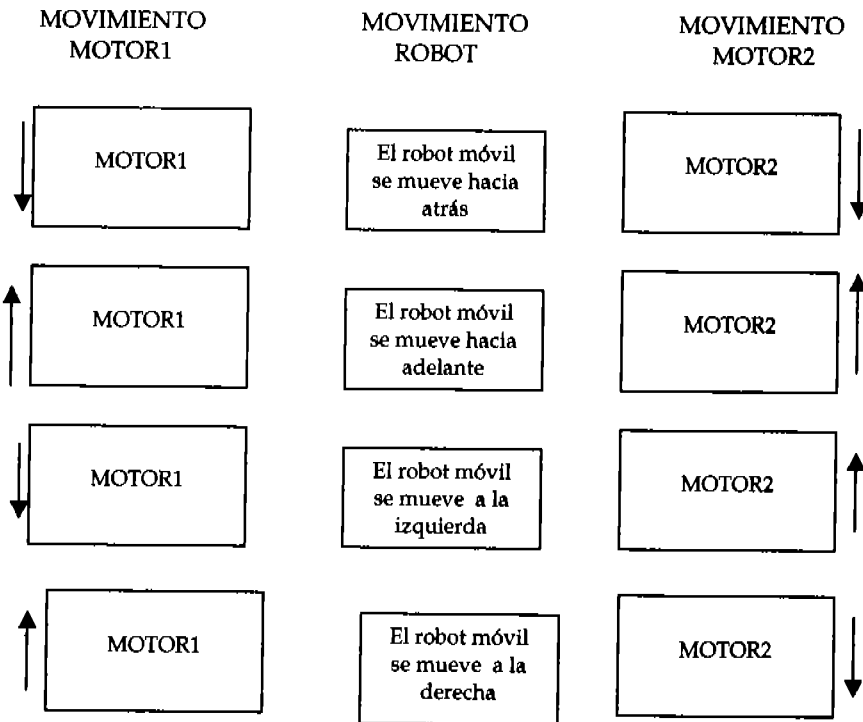 MOVIMIENTO
MOTOR1
MOVIMIENTO
ROBOT
MOVIMIENTO
MOTOR2
MOTOR1
El robot móvil
se mueve hacia
atrás
MOTOR2
MOTOR1
El robot móvil
se mueve hacia
adelante
MOTOR2
MOTOR1
El robot móvil
se mueve a la
izquierda
MOTOR2
MOTOR1
El robot móvil
se mueve a la
derecha
MOTOR2